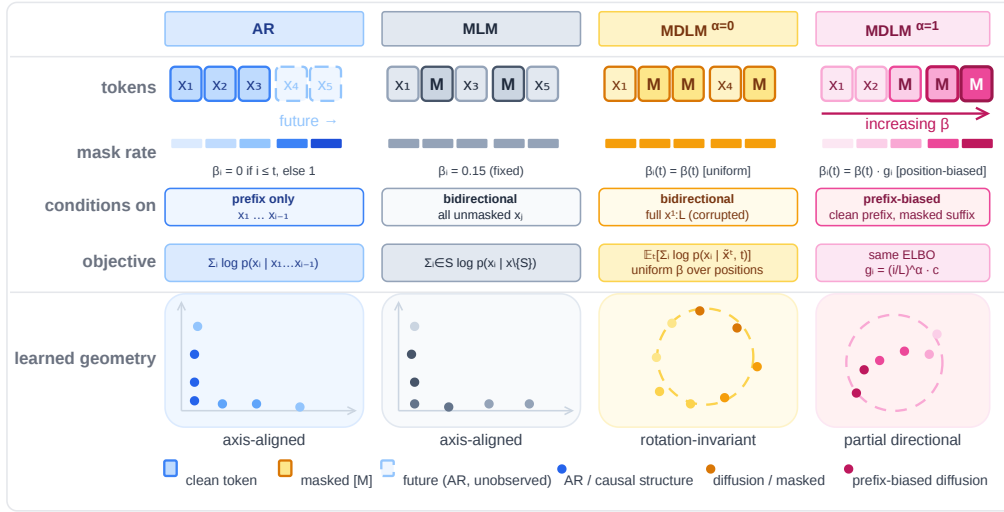 AR MLM MDLM α=0 MDLM α=1
tokens x₁ x₂ x₃ x₄ x₅ x₁ M x₃ M x₅ x₁ M M x₄ M x₁ x₂ M M M
future → increasing β
mask rate
βᵢ = 0 if i ≤ t, else 1 βᵢ = 0.15 (fixed) βᵢ(t) = β(t) [uniform] βᵢ(t) = β(t) · gᵢ [position-biased]
conditions on prefix only bidirectional bidirectional prefix-biased
x₁ … xᵢ₋₁ all unmasked xⱼ full x¹:L (corrupted) clean prefix, masked suffix
objective Σᵢ log p(xᵢ | x₁…xᵢ₋₁) Σᵢ∈S log p(xᵢ | x\{S}) 𝔼ₜ[Σᵢ log p(xᵢ | x̃ᵗ, t)] same ELBO
uniform β over positions gᵢ = (i/L)^α · c
learned geometry
axis-aligned axis-aligned rotation-invariant partial directional
clean token masked [M] future (AR, unobserved) AR / causal structure diffusion / masked prefix-biased diffusion